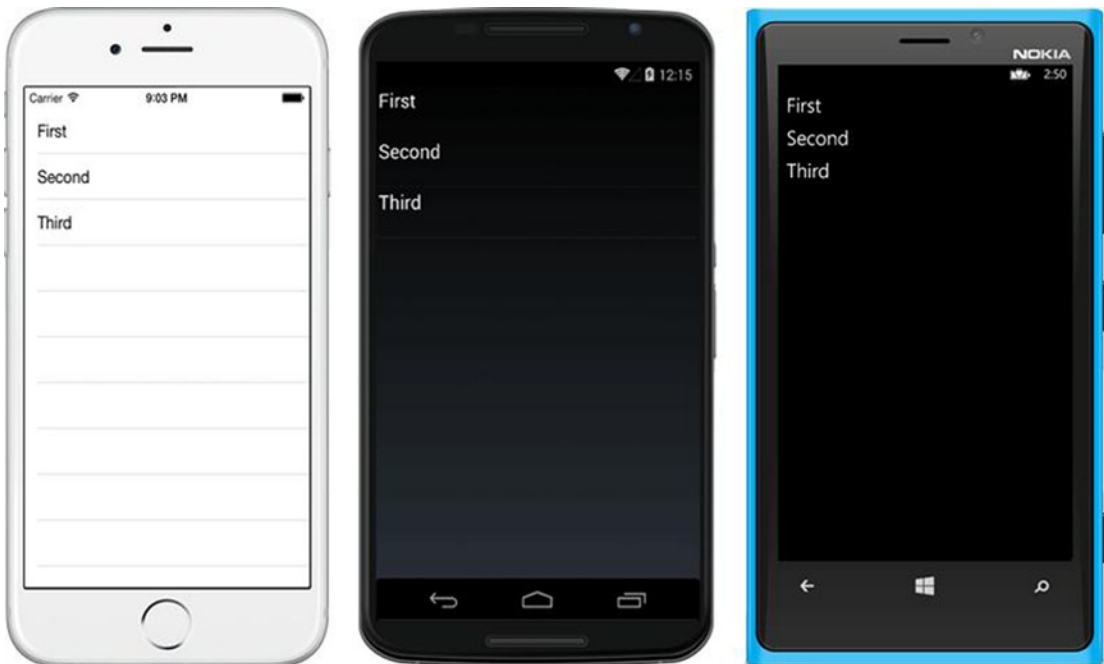 Carrier 9:03 PM
First
Second
Third
12:15
First
Second
Third
NOKIA
2:50
First
Second
Third